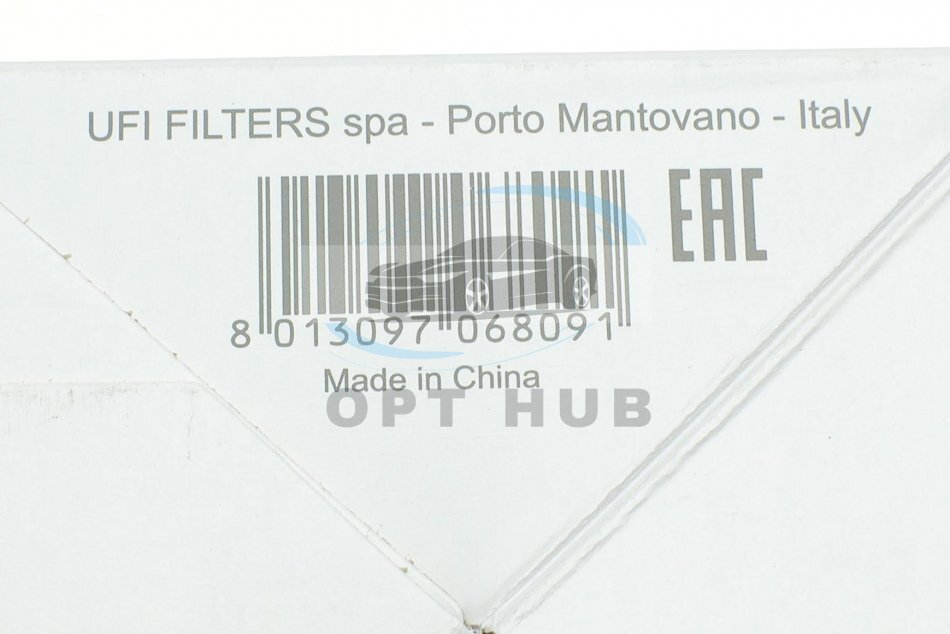 UFI FILTERS spa - Porto Mantovano - Italy
EAC
8 013097 068091
Made in China
OPT HUB